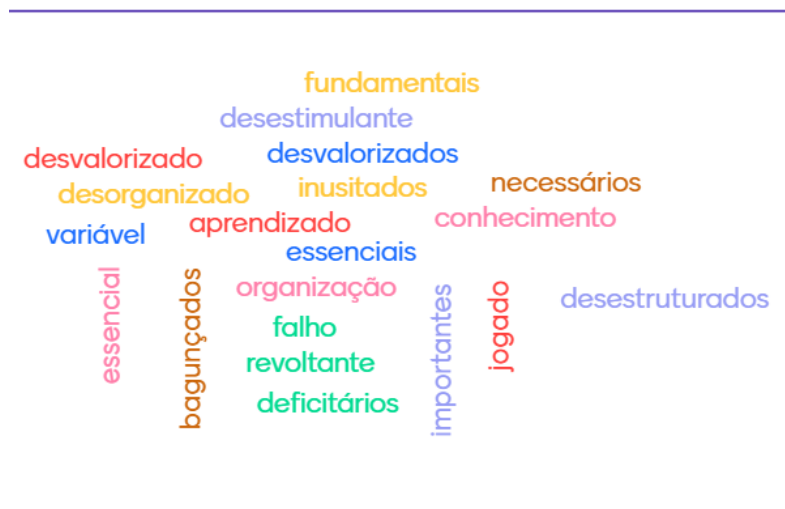 fundamentais
desestimulante
desvalorizado
desvalorizados
necessários
desorganizado
inusitados
conhecimento
variável
aprendizado
essenciais
essencial
bagunçados
organização
importantes
jogado
desestruturados
falho
revoltante
deficitários